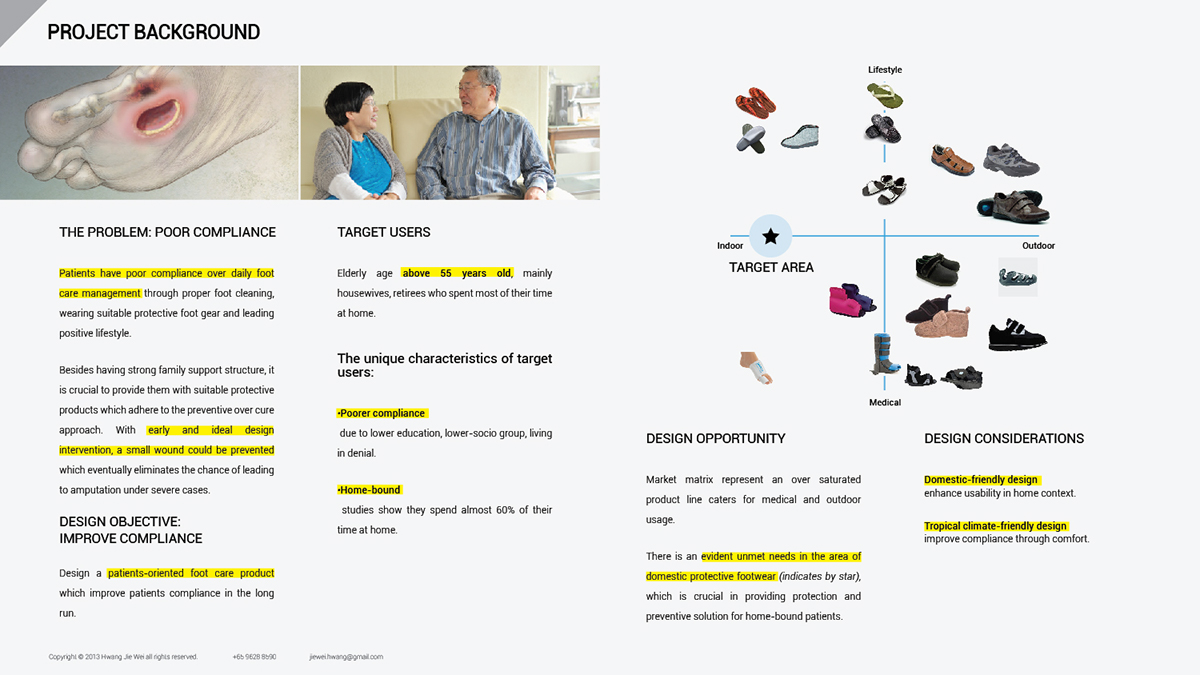 PROJECT BACKGROUND
THE PROBLEM: POOR COMPLIANCE
Patients have poor compliance over daily foot
care management through proper foot cleaning,
wearing suitable protective foot gear and leading
positive lifestyle.
Besides having strong family support structure, it
is crucial to provide them with suitable protective
products which adhere to the preventive over cure
approach. With early and ideal design
intervention, a small wound could be prevented
which eventually eliminates the chance of leading
to amputation under severe cases.
DESIGN OBJECTIVE:
IMPROVE COMPLIANCE
Design a patients-oriented foot care product
which improve patients compliance in the long
run.
TARGET USERS
Elderly age above 55 years old, mainly
housewives, retirees who spent most of their time
at home.
The unique characteristics of target
users:
•Poorer compliance
due to lower education, lower-socio group, living
in denial.
•Home-bound
studies show they spend almost 60% of their
time at home.
Lifestyle
Indoor
Outdoor
TARGET AREA
Medical
DESIGN OPPORTUNITY
Market matrix represent an over saturated
product line caters for medical and outdoor
usage.
There is an evident unmet needs in the area of
domestic protective footwear (indicates by star),
which is crucial in providing protection and
preventive solution for home-bound patients.
DESIGN CONSIDERATIONS
Domestic-friendly design
enhance usability in home context.
Tropical climate-friendly design
improve compliance through comfort.
Copyright © 2013 Hwang Jie Wei all rights reserved. +65 9628 8590 jiewei.hwang@gmail.com